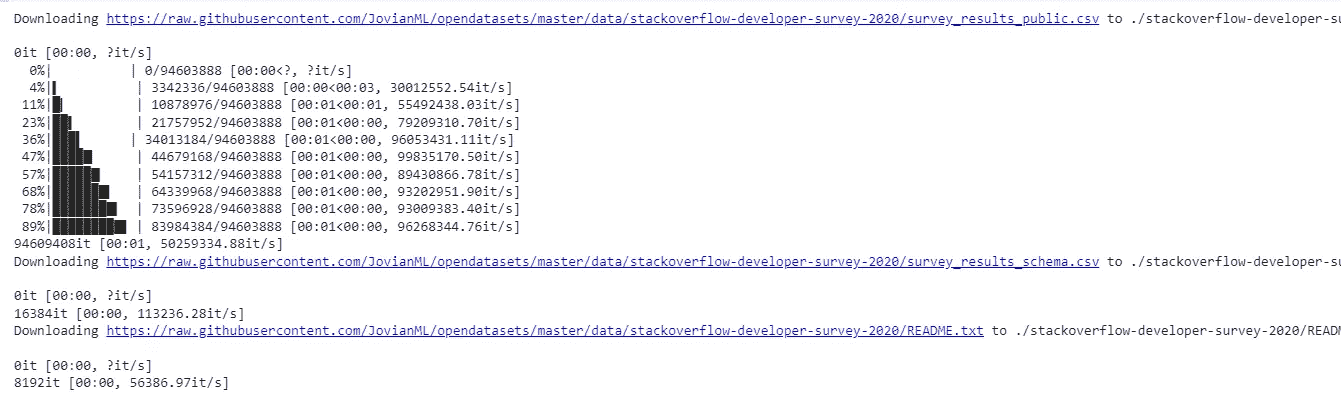 Downloading https://raw.githubusercontent.com/JovianML/opendatasets/master/data/stackoverflow-developer-survey-2020/survey_results_public.csv to ./stackoverflow-developer-su
0it [00:00, ?it/s]
0%| | 0/94603888 [00:00<?, ?it/s]
4%| | 3342336/94603888 [00:00<00:03, 30012552.54it/s]
11%| | 10878976/94603888 [00:01<00:01, 55492438.03it/s]
23%| | 21757952/94603888 [00:01<00:00, 79209310.70it/s]
36%| | 34013184/94603888 [00:01<00:00, 96053431.11it/s]
47%| | 44679168/94603888 [00:01<00:00, 99835170.50it/s]
57%| | 54157312/94603888 [00:01<00:00, 89430866.78it/s]
68%| | 64339968/94603888 [00:01<00:00, 93202951.90it/s]
78%| | 73596928/94603888 [00:01<00:00, 93009383.40it/s]
89%| | 83984384/94603888 [00:01<00:00, 96268344.76it/s]
94609408it [00:01, 50259334.88it/s]
Downloading https://raw.githubusercontent.com/JovianML/opendatasets/master/data/stackoverflow-developer-survey-2020/survey_results_schema.csv to ./stackoverflow-developer-su
0it [00:00, ?it/s]
16384it [00:00, 113236.28it/s]
Downloading https://raw.githubusercontent.com/JovianML/opendatasets/master/data/stackoverflow-developer-survey-2020/README.txt to ./stackoverflow-developer-survey-2020/READ
0it [00:00, ?it/s]
8192it [00:00, 56386.97it/s]